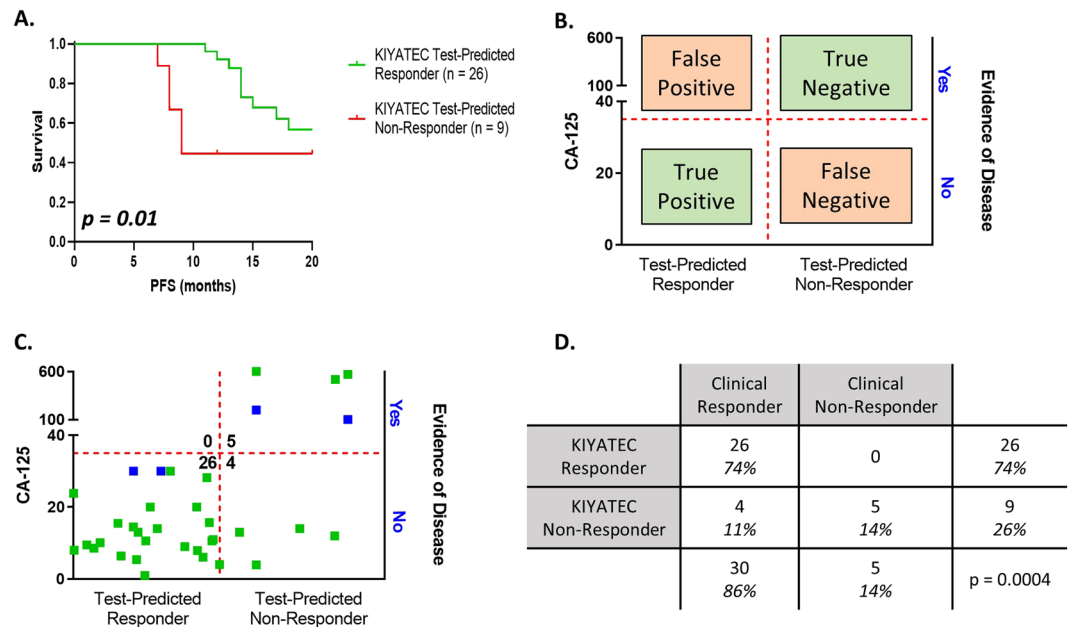 A.
1.0
0.8
0.6
0.4
0.2
0.0
Survival
0
5
10
15
20
PFS (months)
p = 0.01
KIYATEC Test-Predicted
Responder (n = 26)
KIYATEC Test-Predicted
Non-Responder (n = 9)
B.
600
100
40
20
0
CA-125
False
Positive
True
Negative
True
Positive
False
Negative
Yes
No
Evidence of Disease
Test-Predicted
Responder
Test-Predicted
Non-Responder
C.
600
100
40
20
0
CA-125
0 5
26 4
Yes
No
Evidence of Disease
Test-Predicted
Responder
Test-Predicted
Non-Responder
D.
Clinical
Responder
Clinical
Non-Responder
KIYATEC
Responder
26
74%
0
26
74%
KIYATEC
Non-Responder
4
11%
5
14%
9
26%
30
86%
5
14%
p = 0.0004